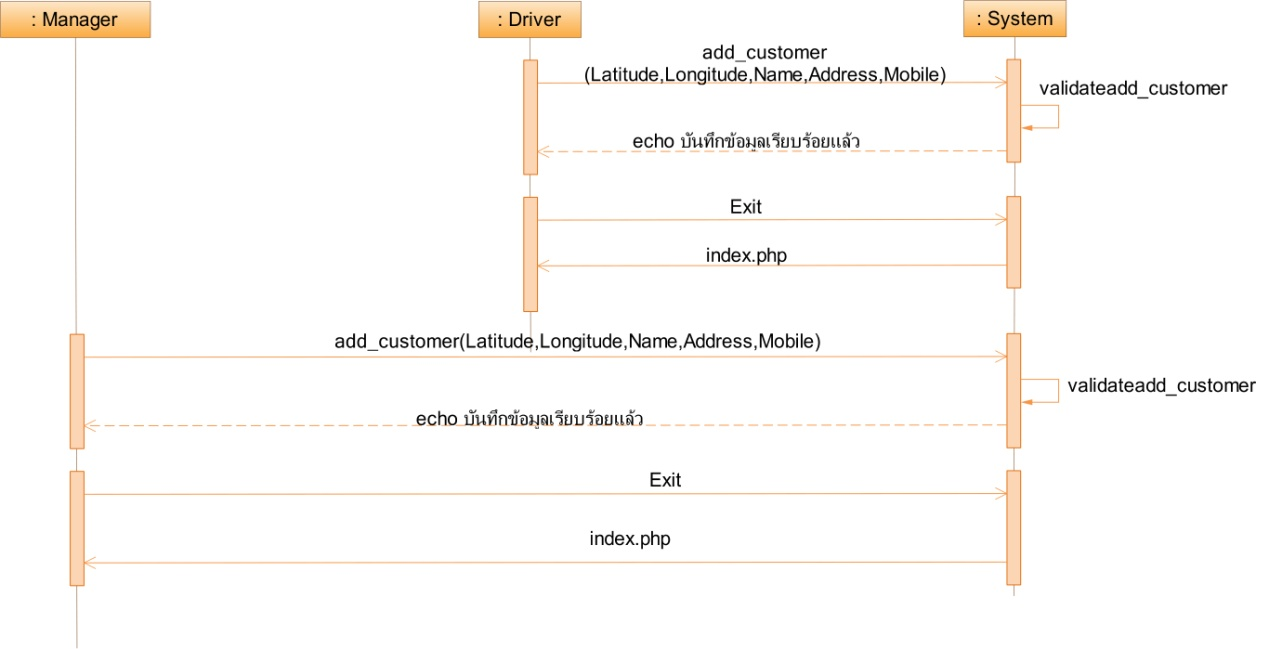 : Manager
: Driver
: System
add_customer
(Latitude,Longitude,Name,Address,Mobile)
validateadd_customer
echo บันทึกข้อมูลเรียบร้อยแล้ว
Exit
index.php
add_customer(Latitude,Longitude,Name,Address,Mobile)
validateadd_customer
echo บันทึกข้อมูลเรียบร้อยแล้ว
Exit
index.php